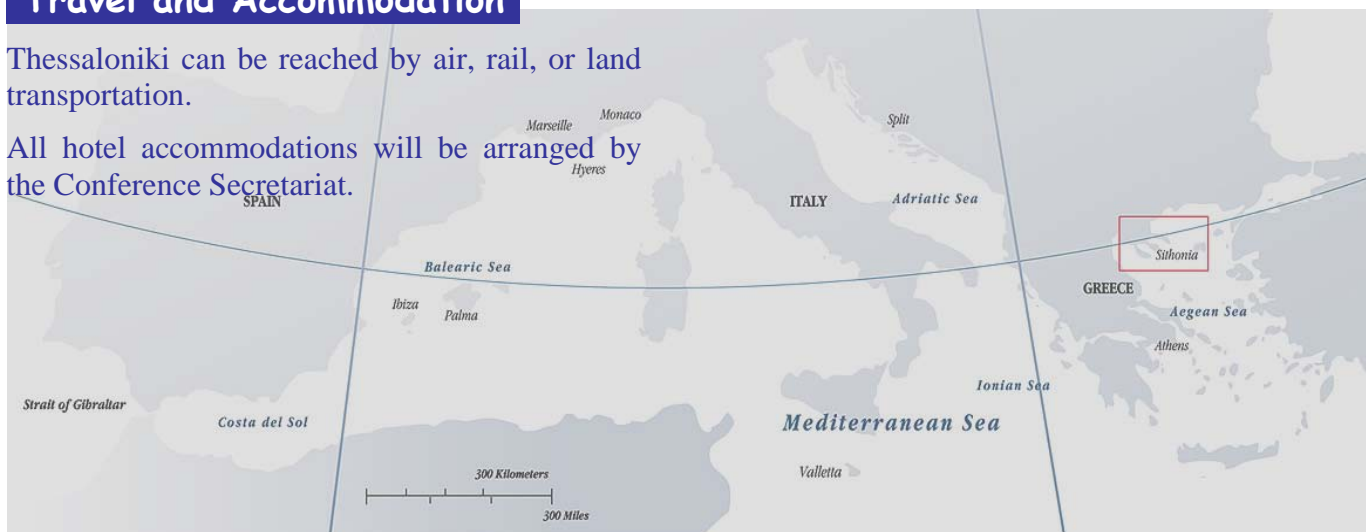 Travel and Accommodation
Thessaloniki can be reached by air, rail, or land
transportation.
All hotel accommodations will be arranged by
the Conference Secretariat.
Marseille
Monaco
Hyeres
Split
SPAIN
ITALY
Adriatic Sea
Balearic Sea
Sithonia
GREECE
Ibiza
Palma
Aegean Sea
Athens
Ionian Sea
Strait of Gibraltar
Costa del Sol
Mediterranean Sea
Valletta
300 Kilometers
300 Miles